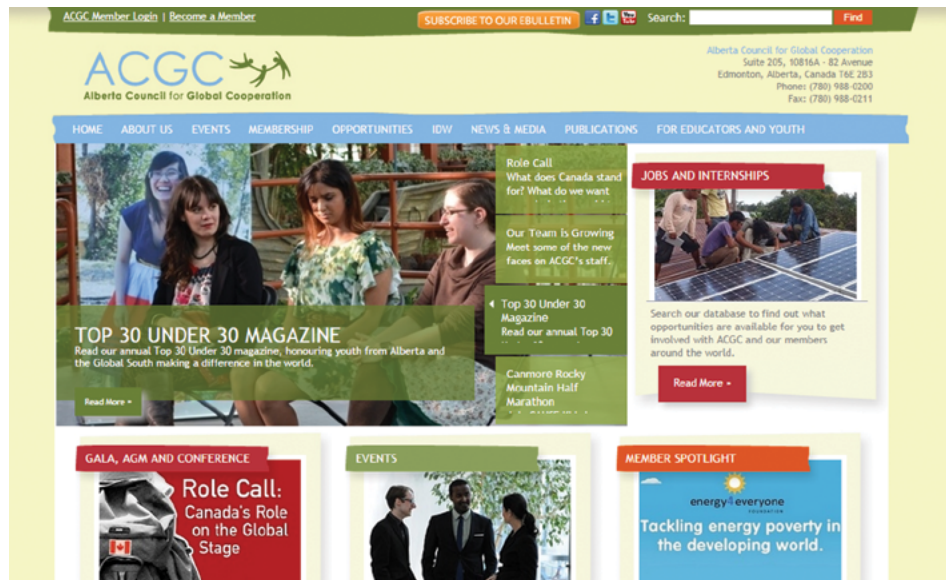 ACGC Member Login | Become a Member
SUBSCRIBE TO OUR EBULLETIN
Search:
Find
ACGC
Alberta Council for Global Cooperation
Alberta Council for Global Cooperation
Suite 205, 10816A - 82 Avenue
Edmonton, Alberta, Canada T6E 2B3
Phone: (780) 988-0200
Fax: (780) 988-0211
HOME ABOUT US EVENTS MEMBERSHIP OPPORTUNITIES IDW NEWS & MEDIA PUBLICATIONS FOR EDUCATORS AND YOUTH
TOP 30 UNDER 30 MAGAZINE
Read our annual Top 30 Under 30 magazine, honouring youth from Alberta and
the Global South making a difference in the world.
Read More
Role Call
What does Canada stand
for? What do we want
Our Team is Growing
Meet some of the new
faces on ACGC's staff.
Top 30 Under 30
Magazine
Read our annual Top 30
Canmore Rocky
Mountain Half
Marathon
JOBS AND INTERNSHIPS
Search our database to find out what
opportunities are available for you to get
involved with ACGC and our members
around the world.
Read More
GALA, AGM AND CONFERENCE
Role Call:
Canada's Role
on the Global
Stage
EVENTS
MEMBER SPOTLIGHT
energy4everyone
FOUNDATION
Tackling energy poverty in
the developing world.